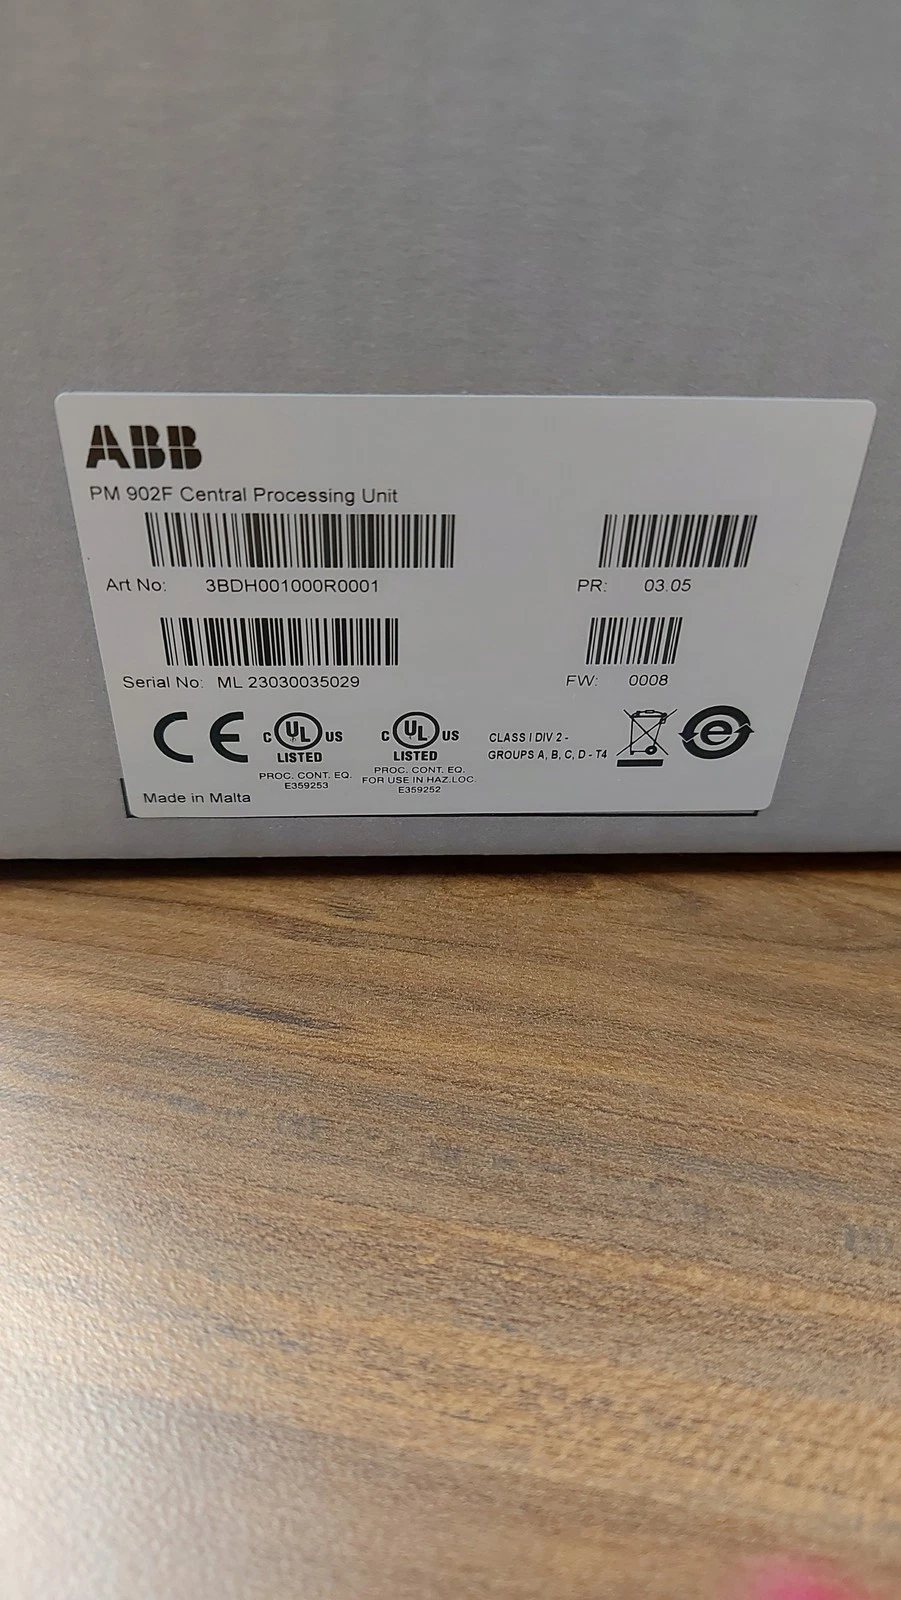 ABB
PM 902F Central Processing Unit
Art No: 3BDH001000R0001 PR: 03.05
Serial No: ML 23030035029 FW: 0008
CE C UL US LISTED PROC. CONT. EQ. E359253
C UL US LISTED PROC. CONT. EQ. FOR USE IN HAZ.LOC. E359252
CLASS I DIV 2 -
GROUPS A, B, C, D - T4
e
Made in Malta